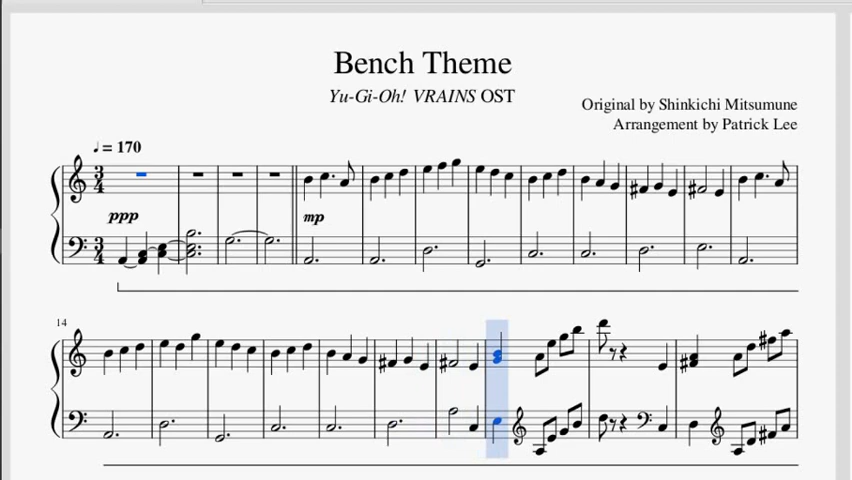 Bench Theme
Yu-Gi-Oh! VRAINS OST
Original by Shinkichi Mitsumune
Arrangement by Patrick Lee
♩ = 170
3
4
ppp
mp
3
4
14